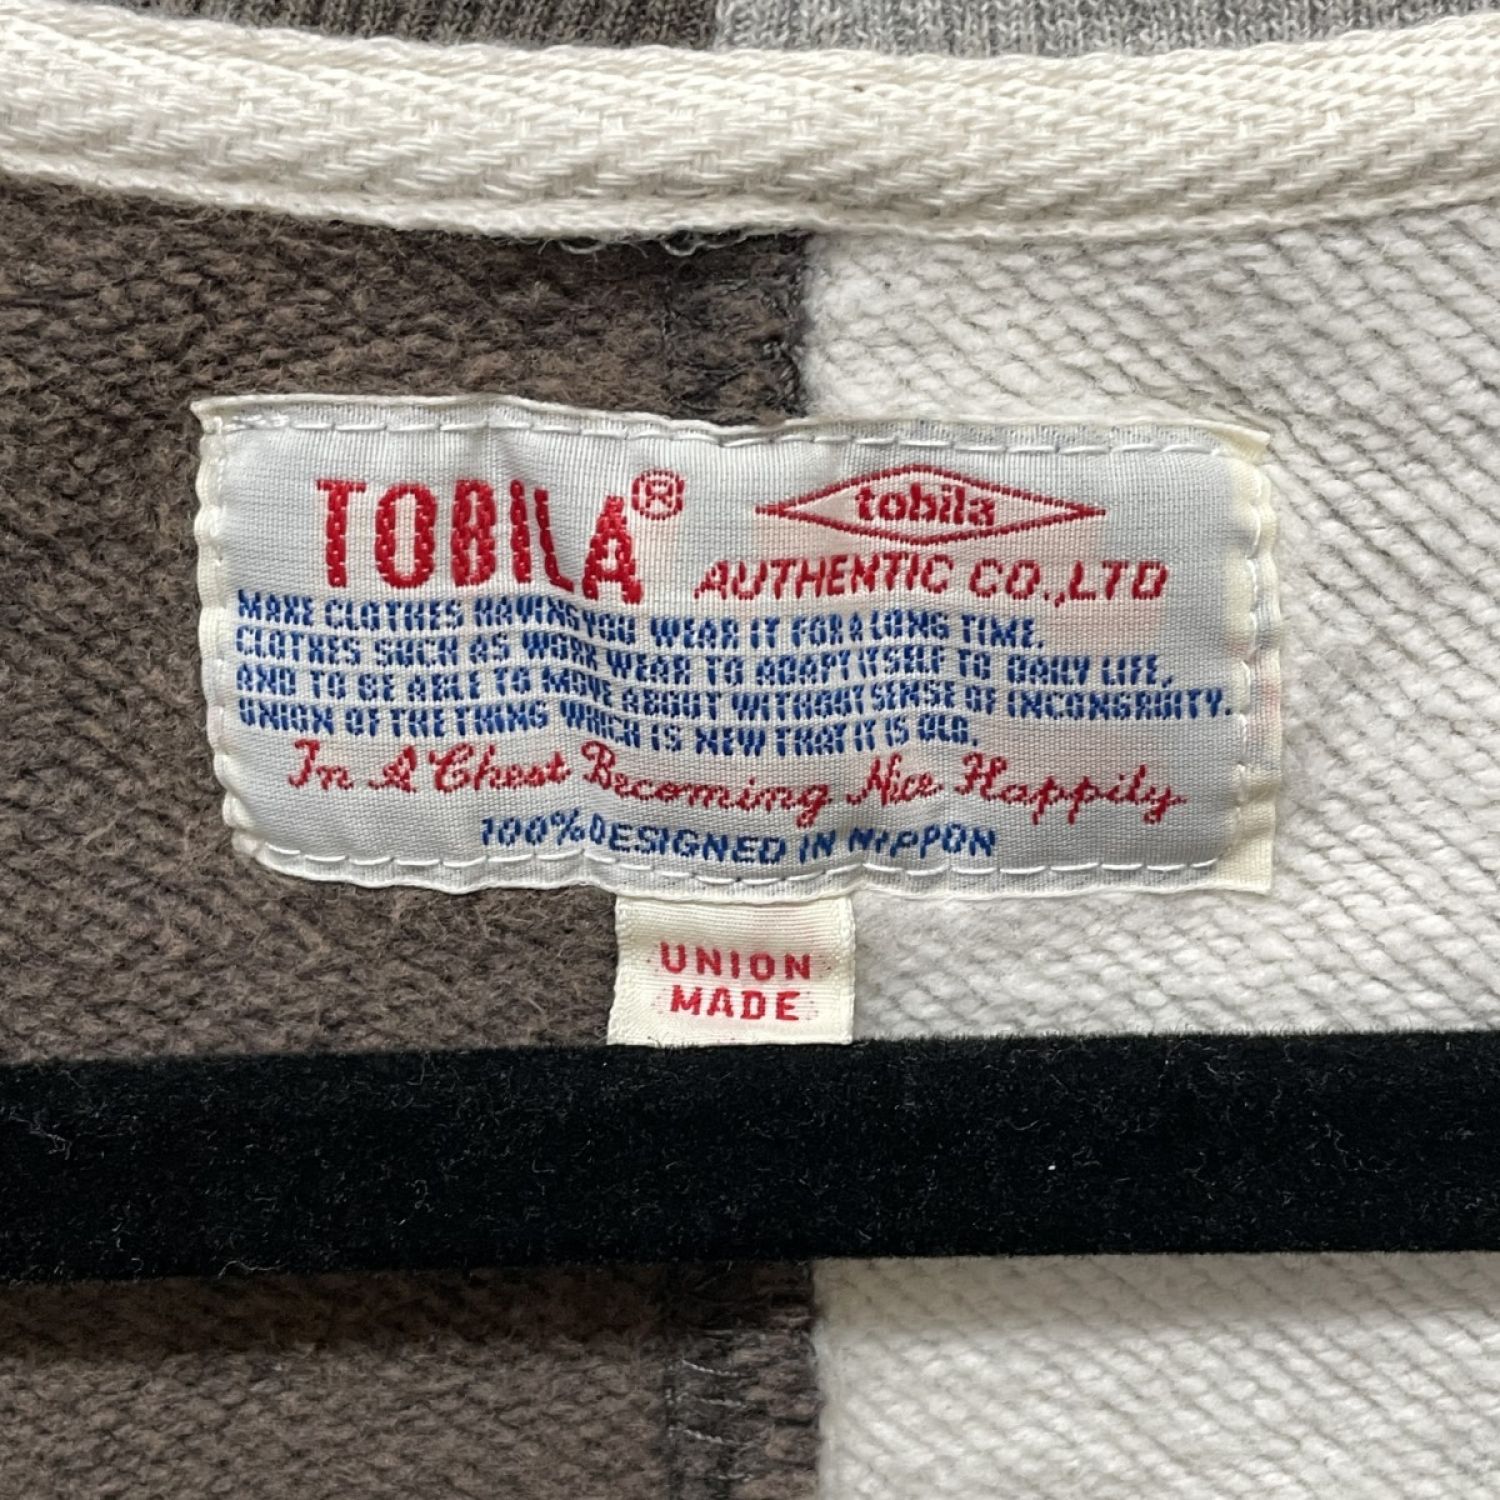 TOBILA®
tobila
AUTHENTIC CO.,LTD
MAKE CLOTHES HAVING YOU WEAR IT FOR A LONG TIME.
CLOTHES SUCH AS WORK WEAR TO ADAPT ITSELF TO DAILY LIFE,
AND TO BE ABLE TO MOVE ABOUT WITHOUT SENSE OF INCONGRUITY.
UNION OF THE THING WHICH IS NEW THAT IT IS OLD.
In A Chest Becoming Nice Happily
100% DESIGNED IN NIPPON
UNION
MADE